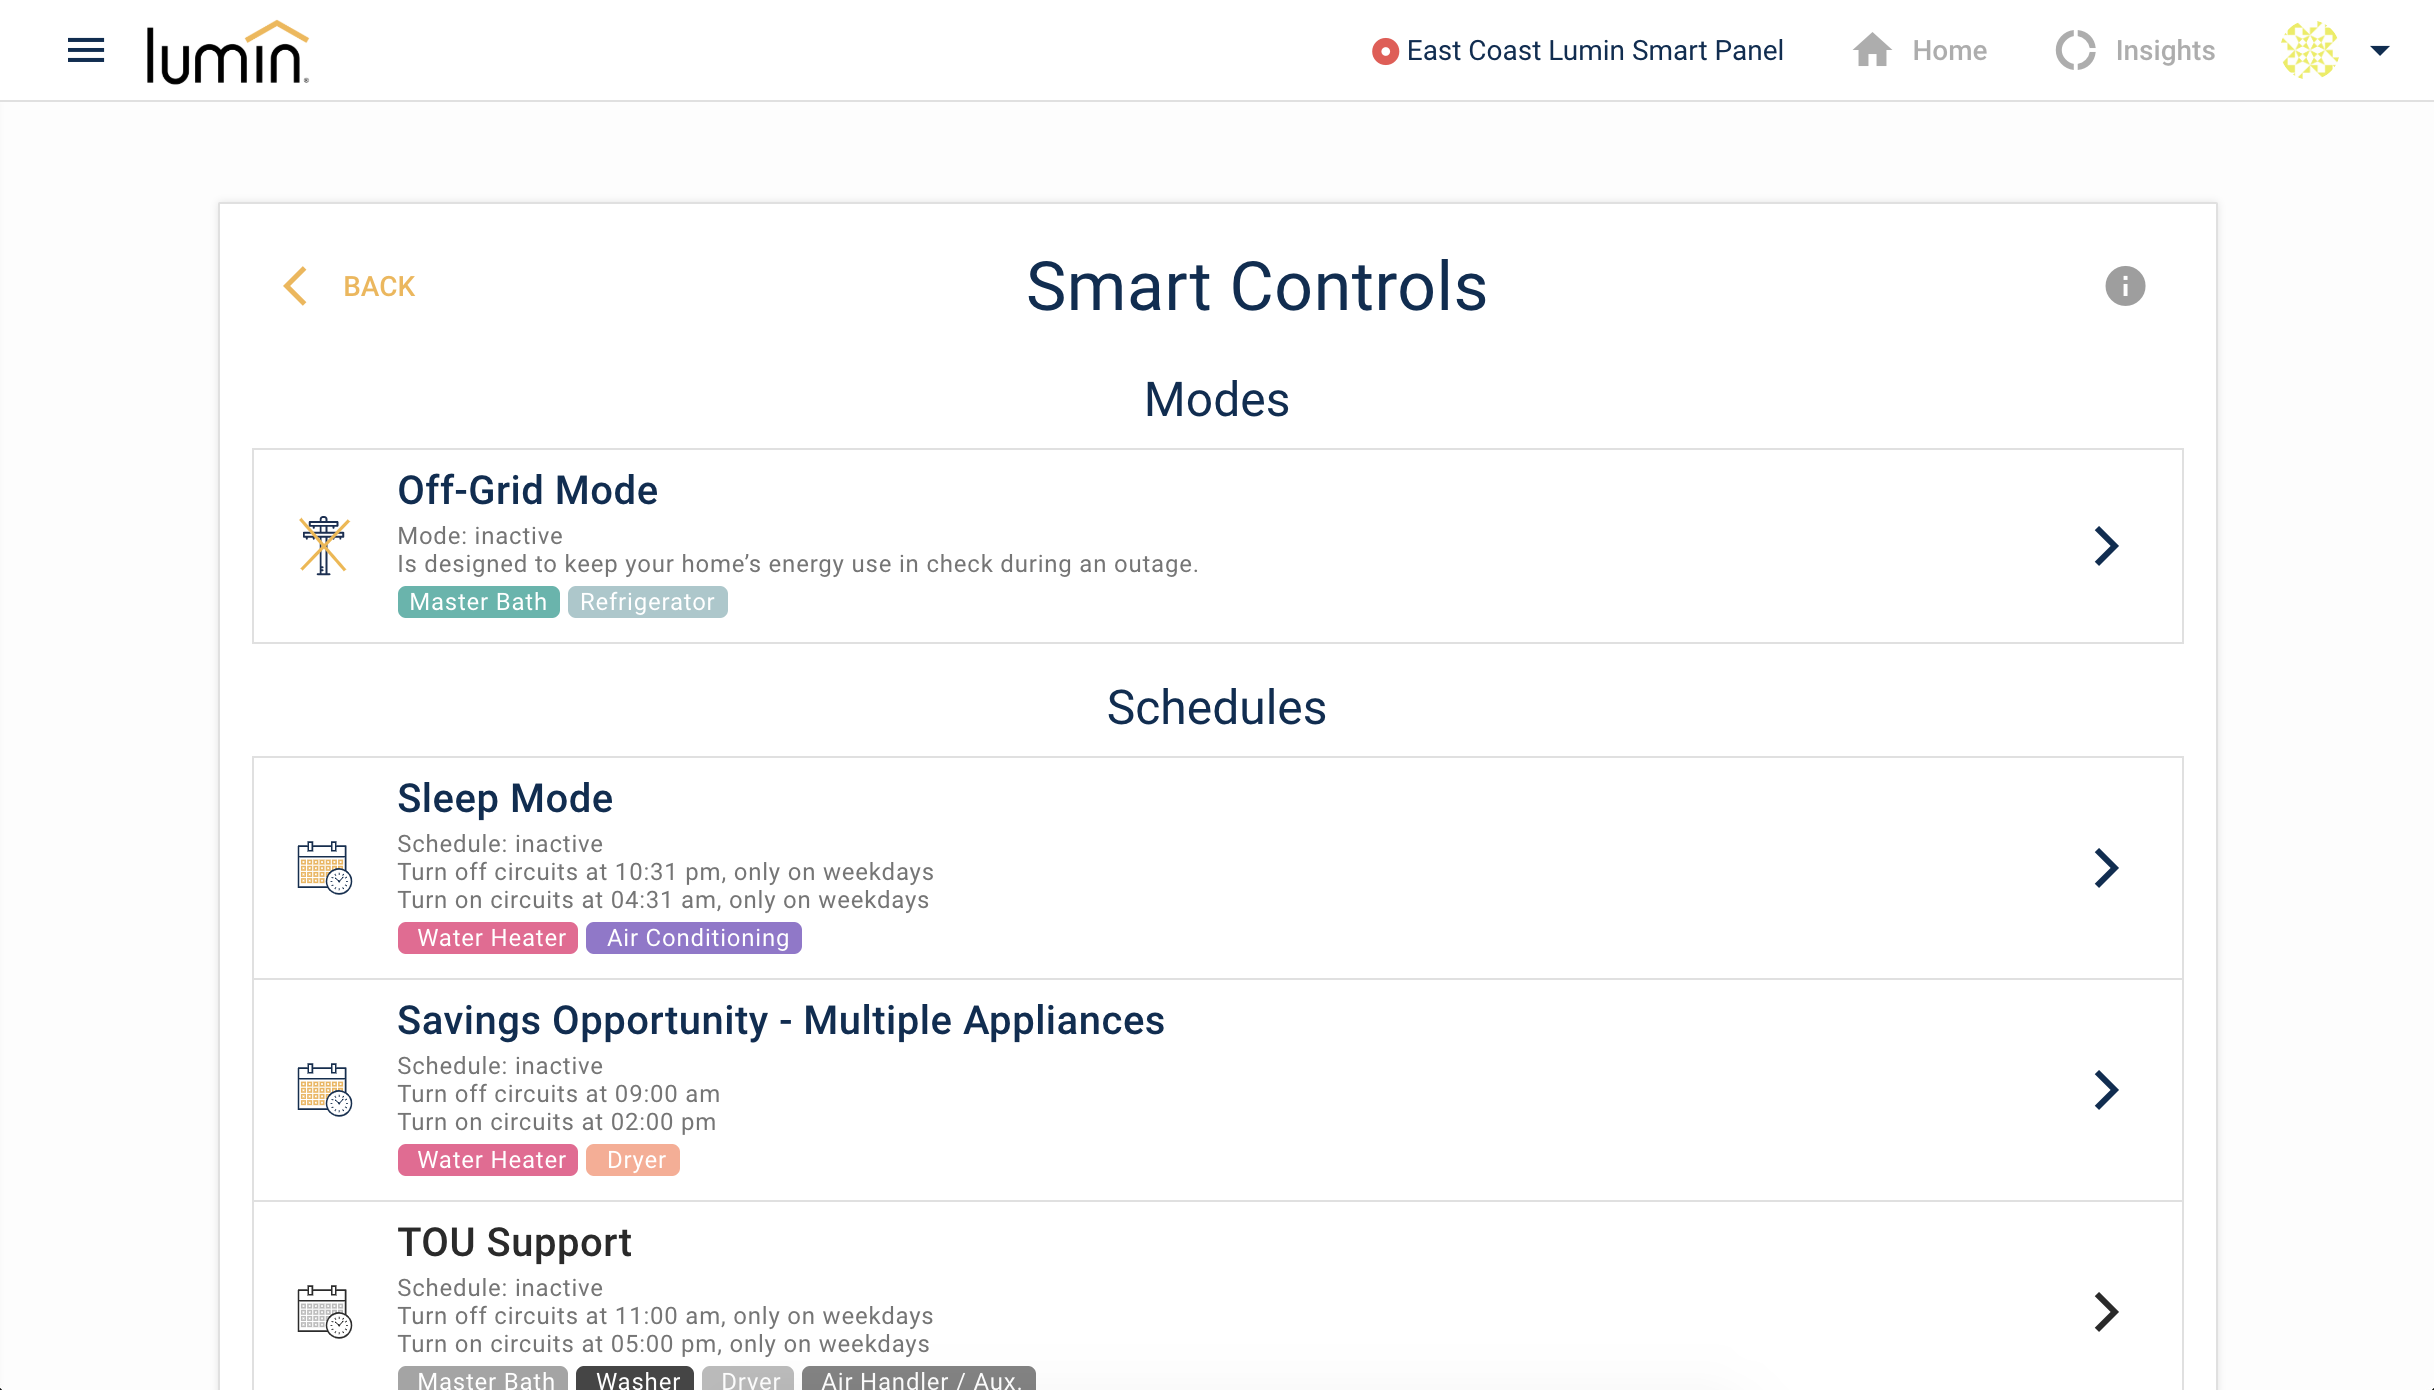 lumin
East Coast Lumin Smart Panel
Home
Insights
BACK
Smart Controls
Modes
Off-Grid Mode
Mode: inactive
Is designed to keep your home’s energy use in check during an outage.
Master Bath Refrigerator
Schedules
Sleep Mode
Schedule: inactive
Turn off circuits at 10:31 pm, only on weekdays
Turn on circuits at 04:31 am, only on weekdays
Water Heater Air Conditioning
Savings Opportunity - Multiple Appliances
Schedule: inactive
Turn off circuits at 09:00 am
Turn on circuits at 02:00 pm
Water Heater Dryer
TOU Support
Schedule: inactive
Turn off circuits at 11:00 am, only on weekdays
Turn on circuits at 05:00 pm, only on weekdays
Master Bath Washer Dryer Air Handler / Aux.